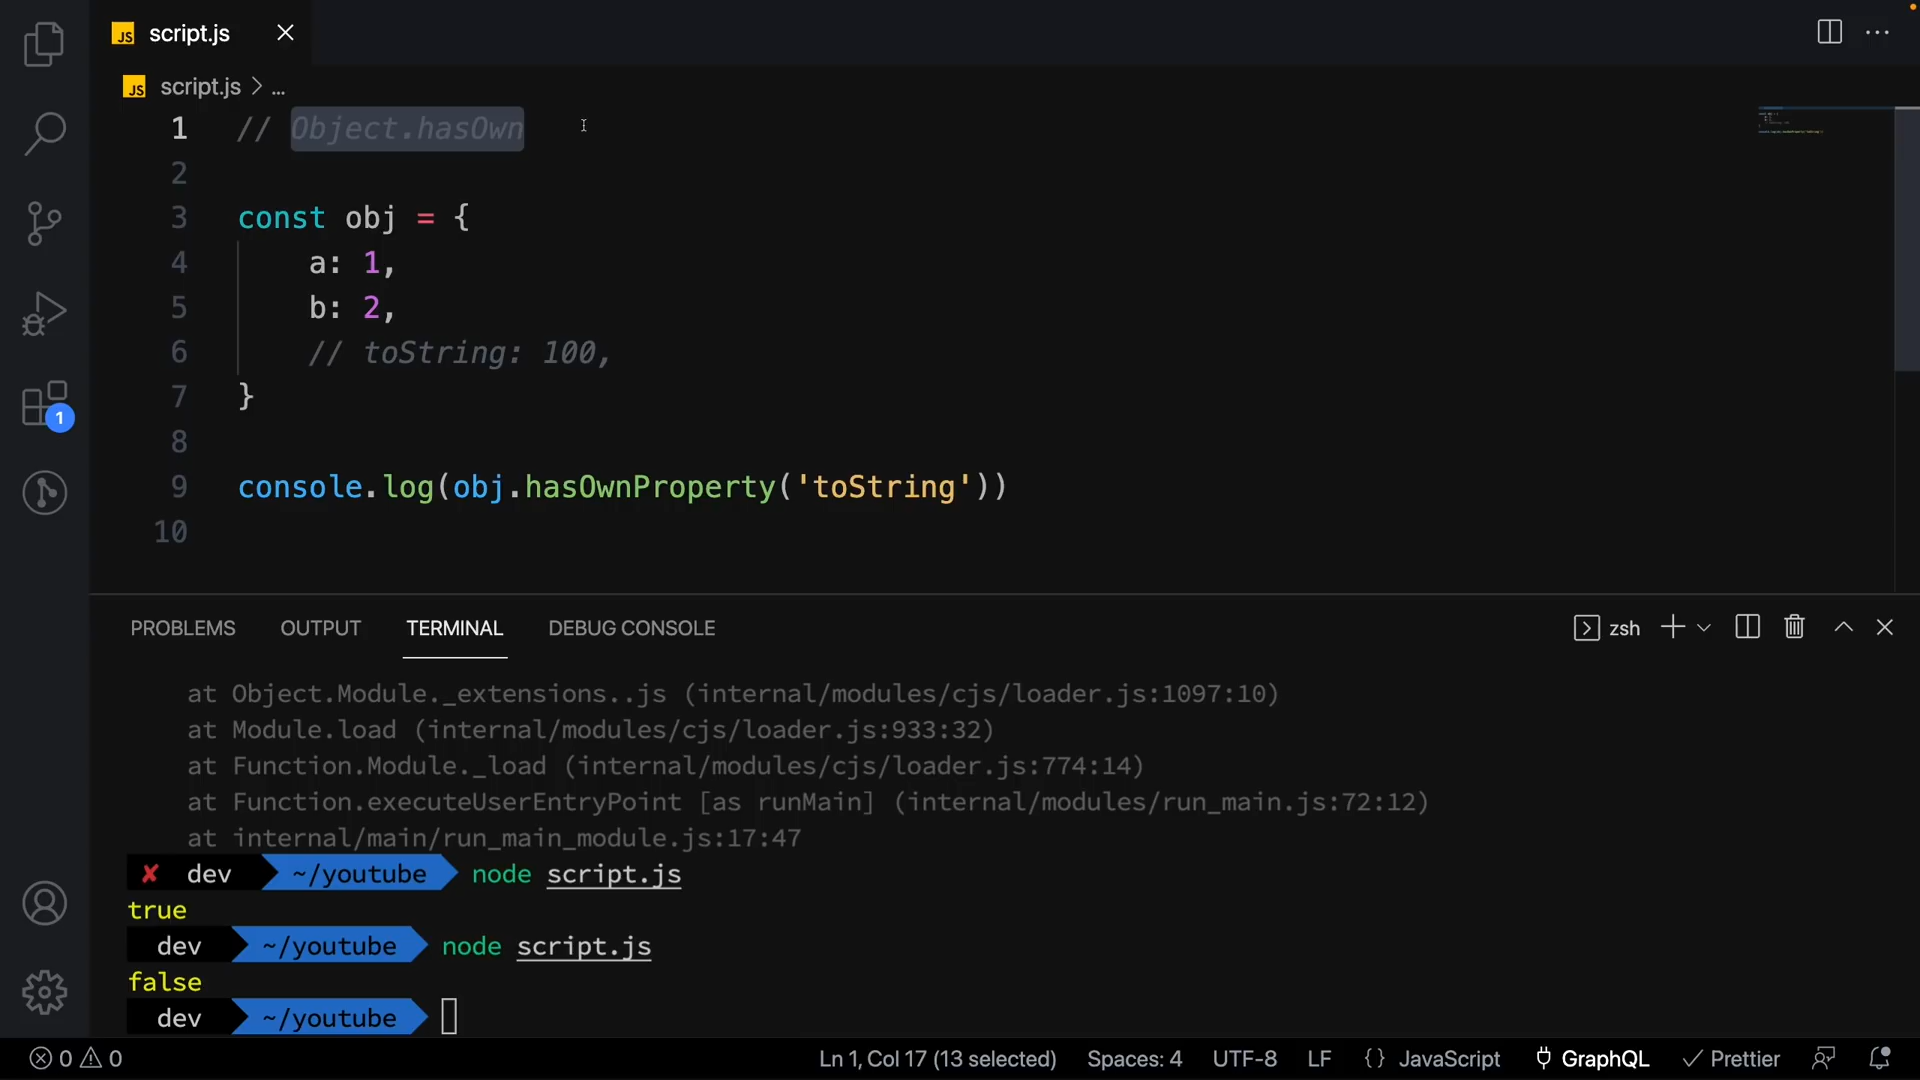 JS script.js
JS script.js > ...
1 // Object.hasOwn
2
3 const obj = {
4 a: 1,
5 b: 2,
6 // toString: 100,
7 }
8
9 console.log(obj.hasOwnProperty('toString'))
10
1
PROBLEMS OUTPUT TERMINAL DEBUG CONSOLE zsh
at Object.Module._extensions..js (internal/modules/cjs/loader.js:1097:10)
at Module.load (internal/modules/cjs/loader.js:933:32)
at Function.Module._load (internal/modules/cjs/loader.js:774:14)
at Function.executeUserEntryPoint [as runMain] (internal/modules/run_main.js:72:12)
at internal/main/run_main_module.js:17:47
✘ dev ~/youtube node script.js
true
dev ~/youtube node script.js
false
dev ~/youtube
0 0 Ln 1, Col 17 (13 selected) Spaces: 4 UTF-8 LF {} JavaScript GraphQL ✓ Prettier